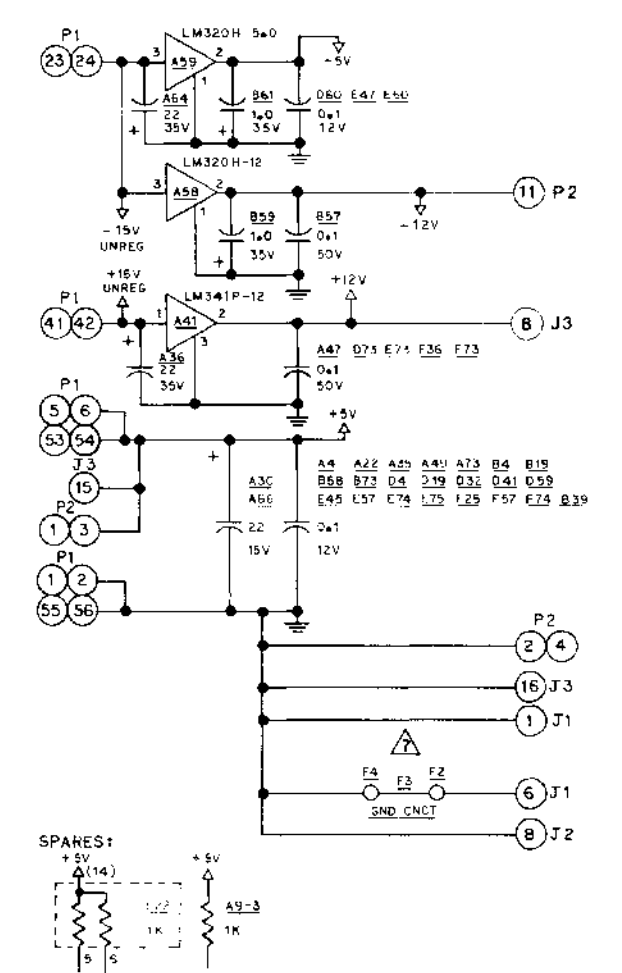 P1
LM320H 5.0
23 24
3
A59
2
1
-5V
A64
22
35V
+
B61
1.0
35V
+
D60 E47 E60
0.1
12V
LM320H-12
3
A58
2
1
11 P2
-15V
UNREG
-12V
B59
1.0
35V
+
B57
0.1
50V
+16V
UNREG
P1
LM341P-12
+12V
41 42
1
A41
2
3
8 J3
+
A36
22
35V
A47 D73 E73 F36 F73
0.1
50V
P1
5 6
+5V
53 54
J3
15
P2
1 3
+
A30
A66
22
15V
A4 A22 A35 A49 A73 B4 B19
B68 B73 D4 D19 D32 D41 D59
E45 E57 E74 E75 F25 F57 F74 B39
0.1
12V
P1
1 2
55 56
P2
2 4
16 J3
1 J1
7
F4 F3 F2
6 J1
GND CNCT
8 J2
SPARES:
+5V
(14)
+5V
1K
A9-3
1K
5